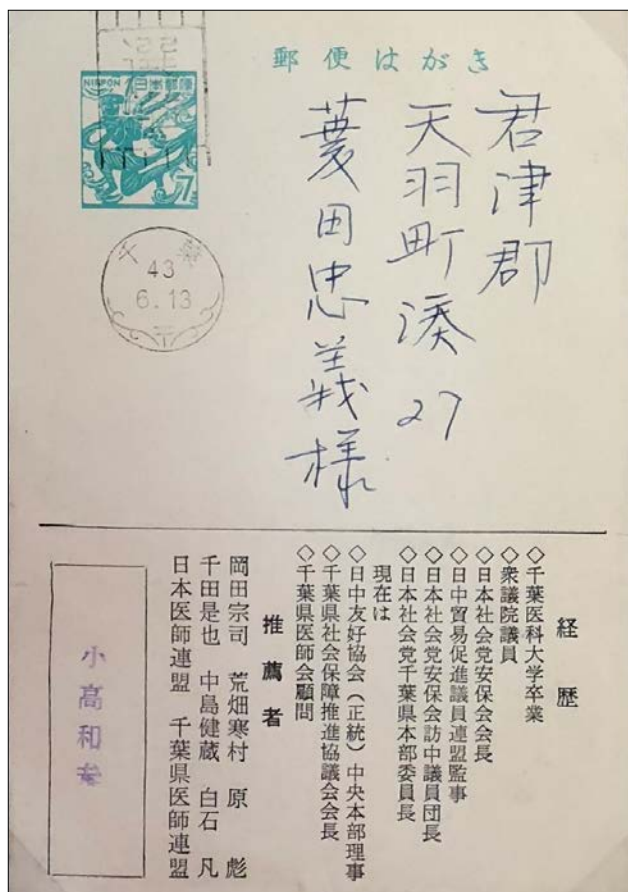 郵便はがき
NIPPON 日本郵便
7
千葉
43
6.13
〒
君津郡
天羽町湊27
菱田忠義様
経歴
◇千葉医科大学卒業
◇衆議院議員
◇日本社会党安保会会長
◇日中貿易促進議員連盟監事
◇日本社会党安保会訪中議員団長
◇日本社会党千葉県本部委員長
現在は
◇日中友好協会(正統)中央本部理事
◇千葉県社会保障推進協議会会長
◇千葉県医師会顧問
推薦者
岡田宗司 荒畑寒村 原 彪
千田是也 中島健蔵 白石 凡
日本医師連盟 千葉県医師連盟
小高和